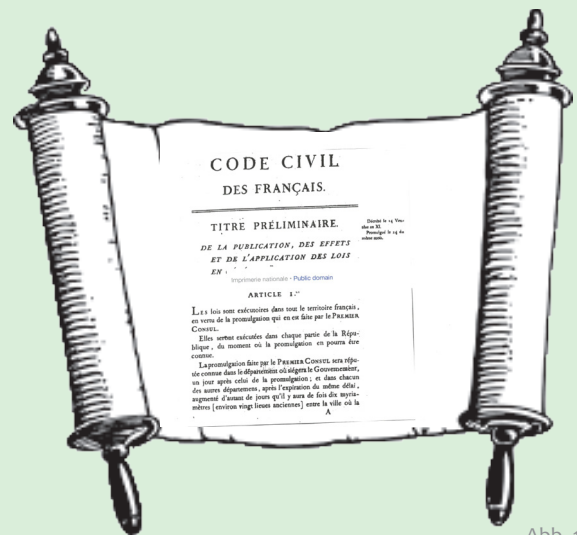 CODE CIVIL
DES FRANÇAIS.
TITRE PRÉLIMINAIRE.
Décrété le 14 Ven-
tôse an XI.
Promulgué le 24 du
même mois.
DE LA PUBLICATION, DES EFFETS
ET DE L'APPLICATION DES LOIS
EN
Imprimerie nationale - Public domain
ARTICLE 1.er
LES lois sont exécutoires dans tout le territoire français,
en vertu de la promulgation qui en est faite par le PREMIER
CONSUL.
Elles seront exécutées dans chaque partie de la Répu-
blique, du moment où la promulgation en pourra être
connue.
La promulgation faite par le PREMIER CONSUL sera répu-
tée connue dans le département où siégera le Gouvernement,
un jour après celui de la promulgation ; et dans chacun
des autres départemens, après l'expiration du même délai,
augmenté d'autant de jours qu'il y aura de fois dix myria-
mètres [environ vingt lieues anciennes] entre la ville où la
A
Abb.